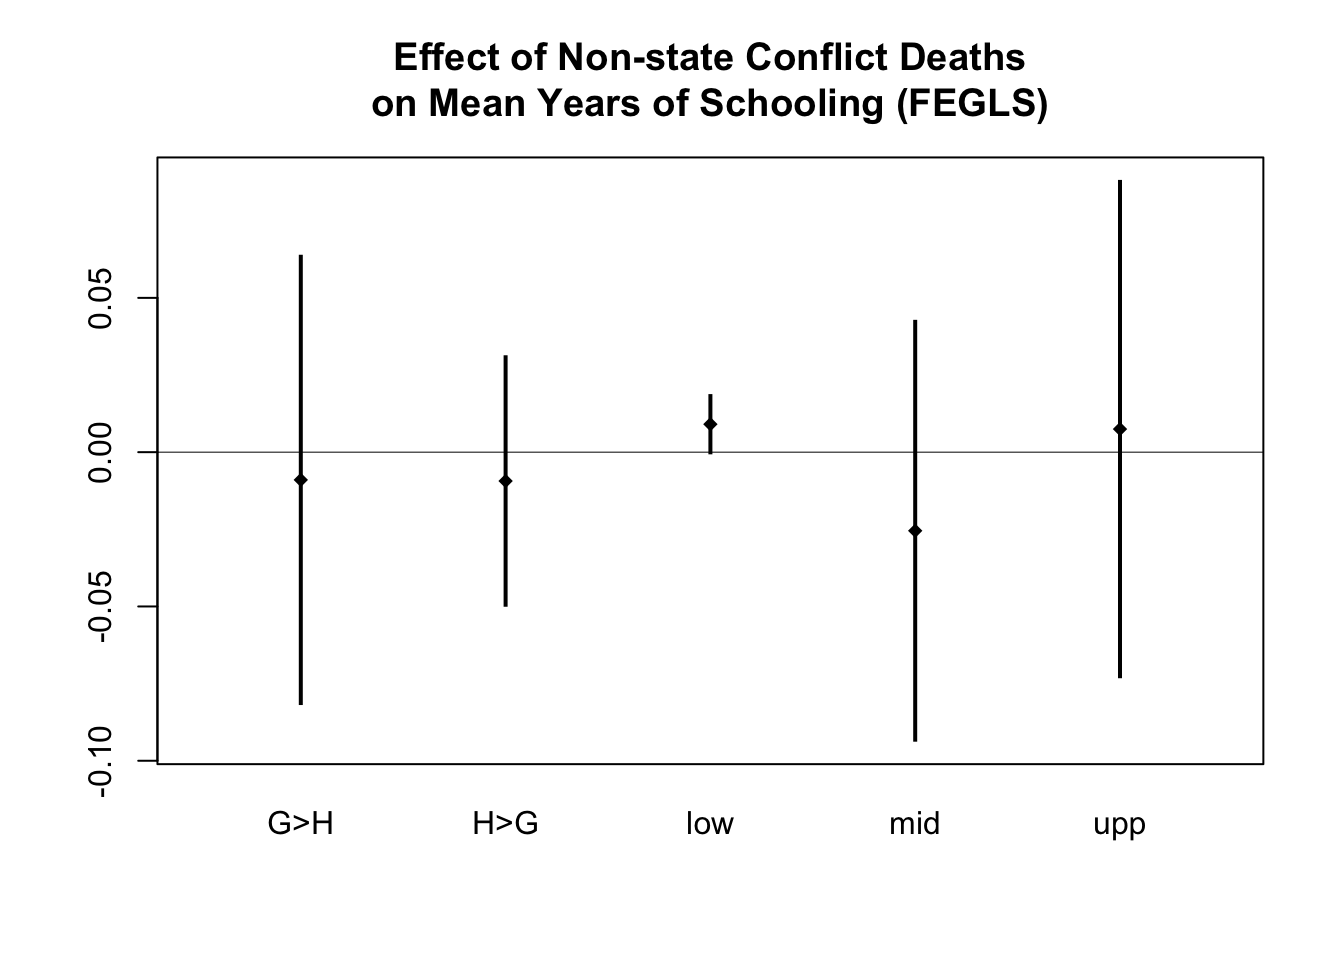 Effect of Non-state Conflict Deaths
on Mean Years of Schooling (FEGLS)
0.05
0.00
-0.05
-0.10
G>H H>G low mid upp